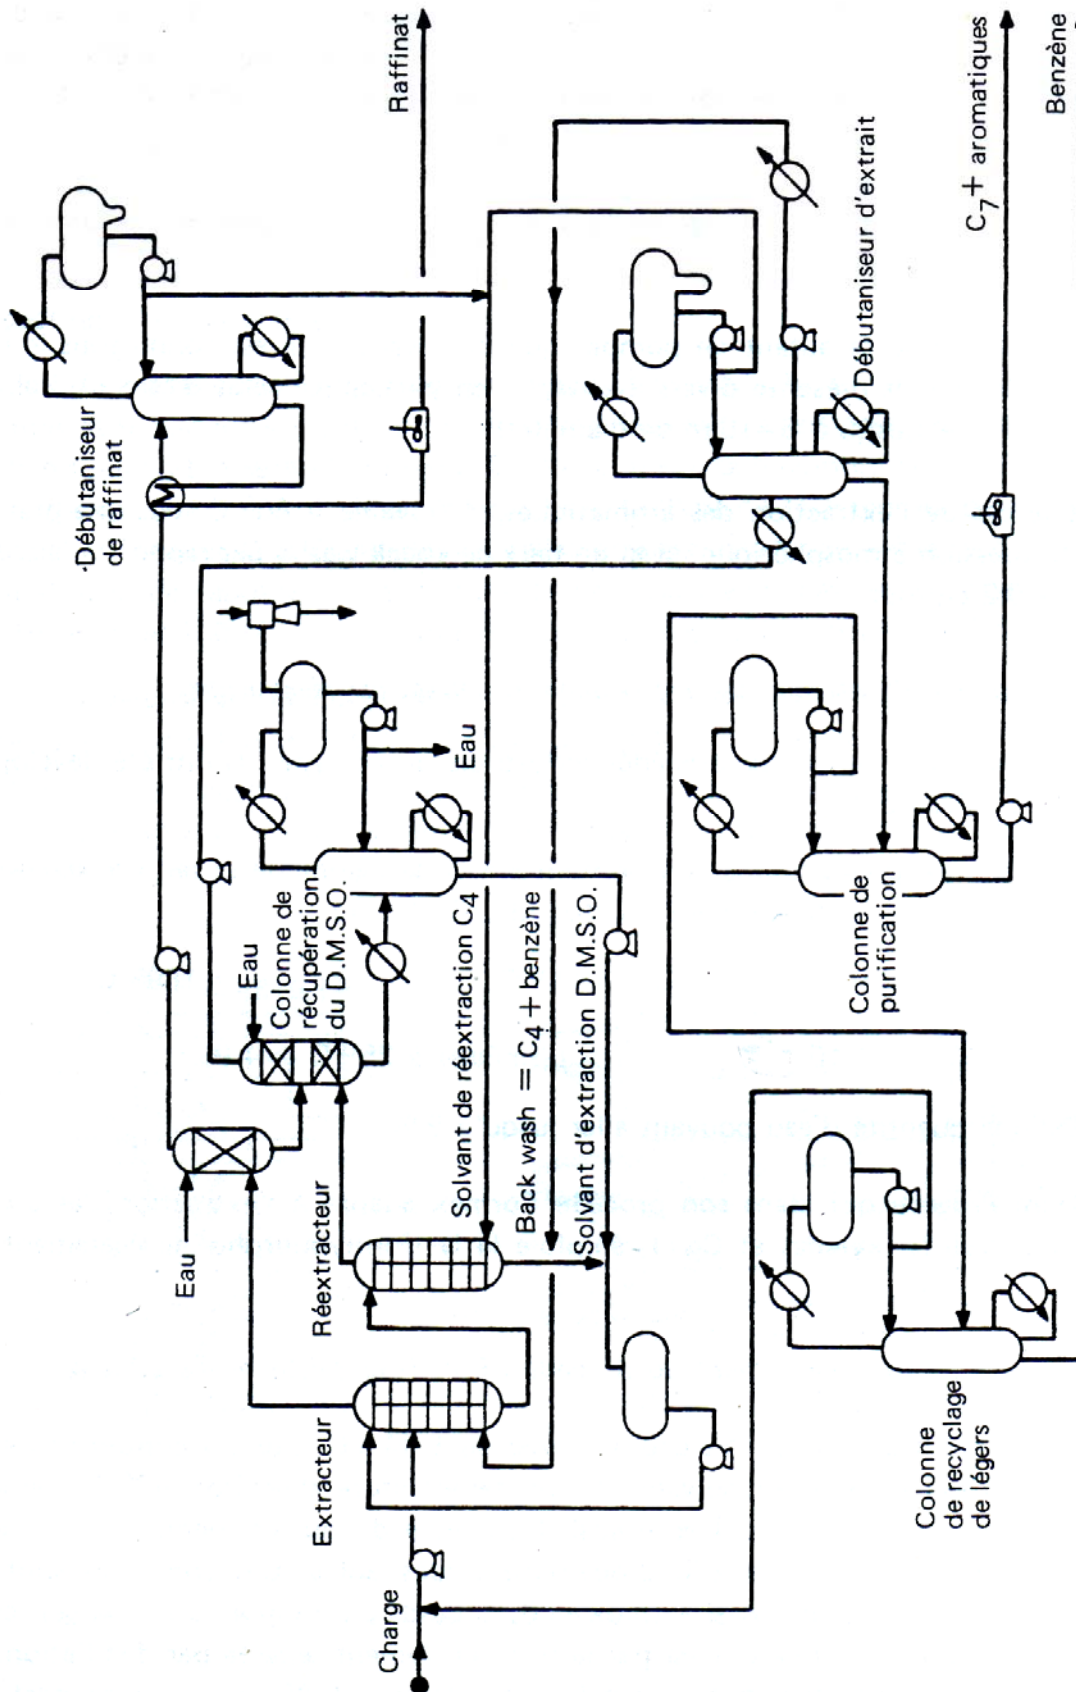 Charge
Extracteur
Réextracteur
Eau
Eau
Colonne de
récupération
du D.M.S.O.
Débutaniseur
de raffinat
Raffinat
Eau
Solvant de réextraction C4
Back wash = C4 + benzène
Solvant d'extraction D.M.S.O.
Débutaniseur d'extrait
Colonne de
purification
Colonne
de recyclage
de légers
C7+ aromatiques
Benzène